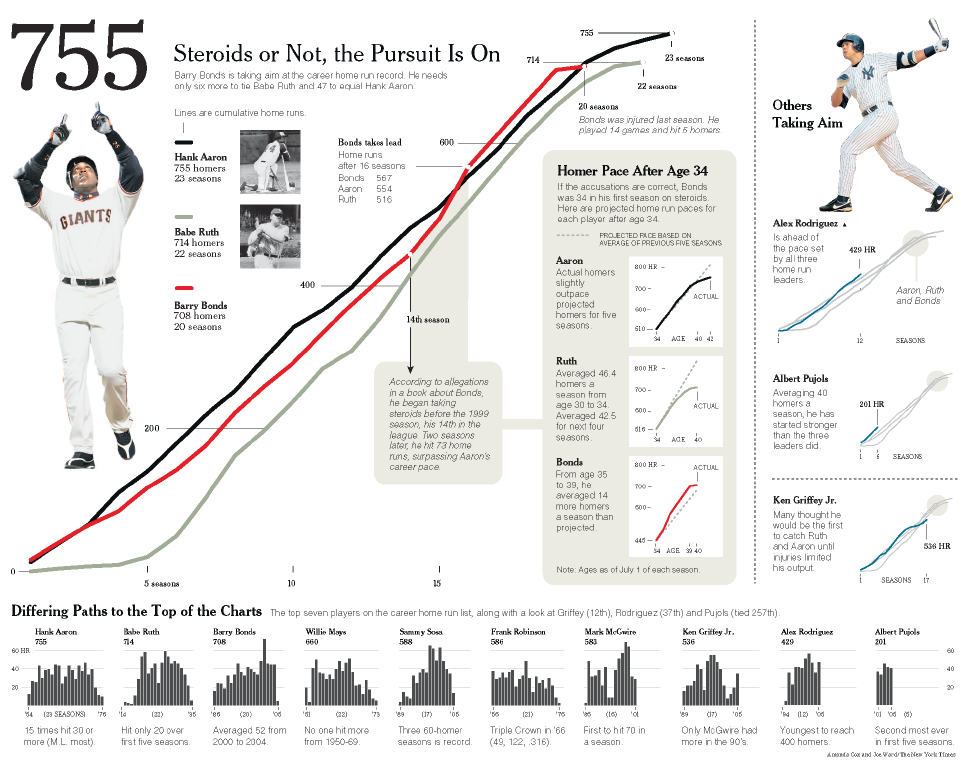 755
Steroids or Not, the Pursuit Is On
Barry Bonds is taking aim at the career home run record. He needs
only six more to tie Babe Ruth and 47 to equal Hank Aaron.
Lines are cumulative home runs.
Hank Aaron
755 homers
23 seasons
Babe Ruth
714 homers
22 seasons
Barry Bonds
708 homers
20 seasons
GIANTS
Bonds takes lead
Home runs
after 16 seasons
Bonds 567
Aaron 554
Ruth 516
755
23 seasons
714
22 seasons
20 seasons
Bonds was injured last season. He
played 14 games and hit 5 homers.
600
400
200
0
14th season
According to allegations
in a book about Bonds,
he began taking
steroids before the 1999
season, his 14th in the
league. Two seasons
later, he hit 73 home
runs, surpassing Aaron's
career pace.
5 seasons
10
15
Homer Pace After Age 34
If the accusations are correct, Bonds
was 34 in his first season on steroids.
Here are projected home run paces for
each player after age 34.
PROJECTED PACE BASED ON
AVERAGE OF PREVIOUS FIVE SEASONS
Aaron
Actual homers
slightly
outpace
projected
homers for five
seasons.
800 HR
700
600
510
ACTUAL
34 AGE 40 42
Ruth
Averaged 46.4
homers a
season from
age 30 to 34.
Averaged 42.5
for next four
seasons.
800 HR
700
600
516
ACTUAL
34 AGE 40
Bonds
From age 35
to 39, he
averaged 14
more homers
a season than
projected.
800 HR
700
600
445
ACTUAL
34 AGE 39 40
Note: Ages as of July 1 of each season.
Others
Taking Aim
Alex Rodriguez ▲
Is ahead of
the pace set
by all three
home run
leaders.
429 HR
Aaron, Ruth
and Bonds
1 12 SEASONS
Albert Pujols
Averaging 40
homers a
season, he has
started stronger
than the three
leaders did.
201 HR
1 5 SEASONS
Ken Griffey Jr.
Many thought he
would be the first
to catch Ruth
and Aaron until
injuries limited
his output.
536 HR
1 SEASONS 17
Differing Paths to the Top of the Charts The top seven players on the career home run list, along with a look at Griffey (12th), Rodriguez (37th) and Pujols (tied 257th).
Hank Aaron
755
60 HR
40
20
'54 (23 SEASONS) '76
15 times hit 30 or
more (M.L. most).
Babe Ruth
714
'14 (22) '35
Hit only 20 over
first five seasons.
Barry Bonds
708
'86 (20) '05
Averaged 52 from
2000 to 2004.
Willie Mays
660
'51 (22) '73
No one hit more
from 1950-69.
Sammy Sosa
588
'89 (17) '05
Three 60-homer
seasons is record.
Frank Robinson
586
'56 (21) '76
Triple Crown in '66
(49, 122, .316).
Mark McGwire
583
'86 (16) '01
First to hit 70 in
a season.
Ken Griffey Jr.
536
'89 (17) '05
Only McGwire had
more in the 90's.
Alex Rodriguez
429
'94 (12) '05
Youngest to reach
400 homers.
Albert Pujols
201
60
40
20
'01 '05 (5)
Second most ever
in first five seasons.
Amanda Cox and Joe Ward/The New York Times